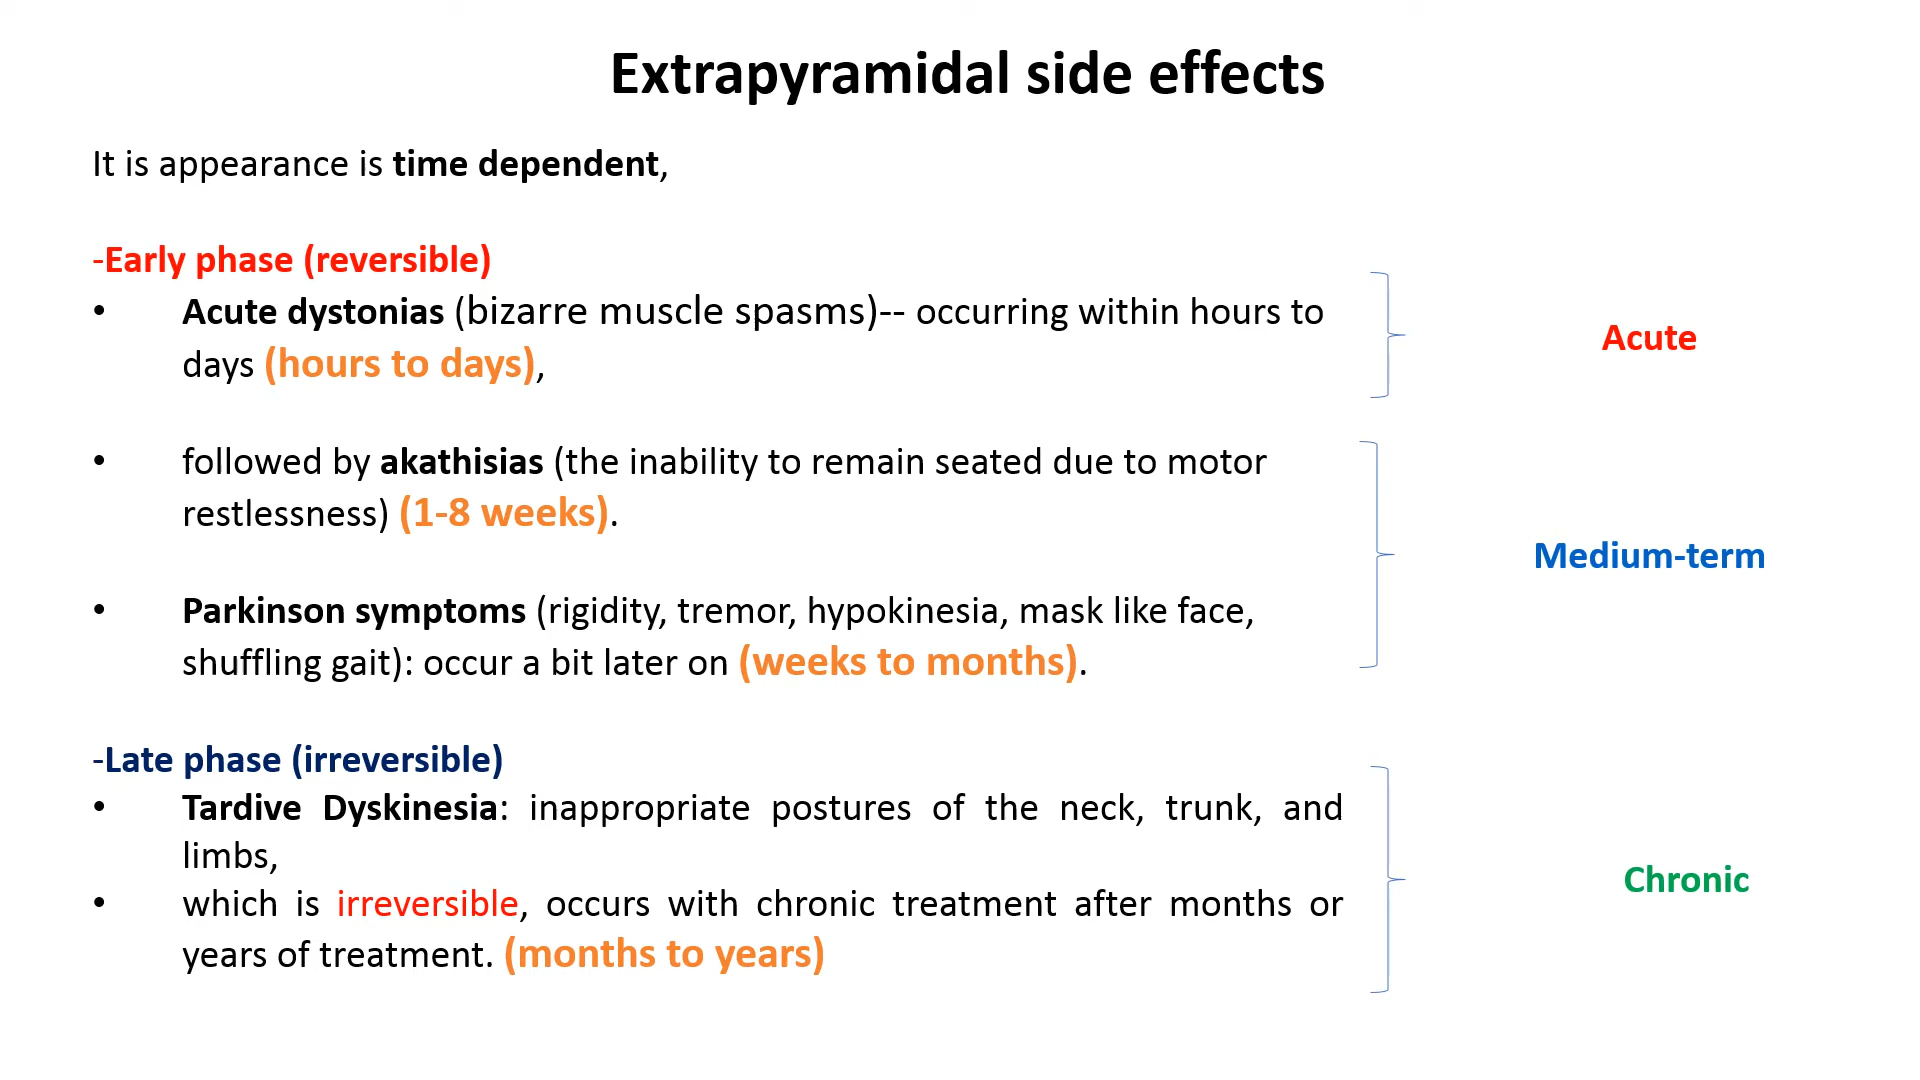 Extrapyramidal side effects
It is appearance is time dependent,
-Early phase (reversible)
• Acute dystonias (bizarre muscle spasms)-- occurring within hours to
days (hours to days),
Acute
• followed by akathisias (the inability to remain seated due to motor
restlessness) (1-8 weeks).
Medium-term
• Parkinson symptoms (rigidity, tremor, hypokinesia, mask like face,
shuffling gait): occur a bit later on (weeks to months).
-Late phase (irreversible)
• Tardive Dyskinesia: inappropriate postures of the neck, trunk, and
limbs,
Chronic
• which is irreversible, occurs with chronic treatment after months or
years of treatment. (months to years)